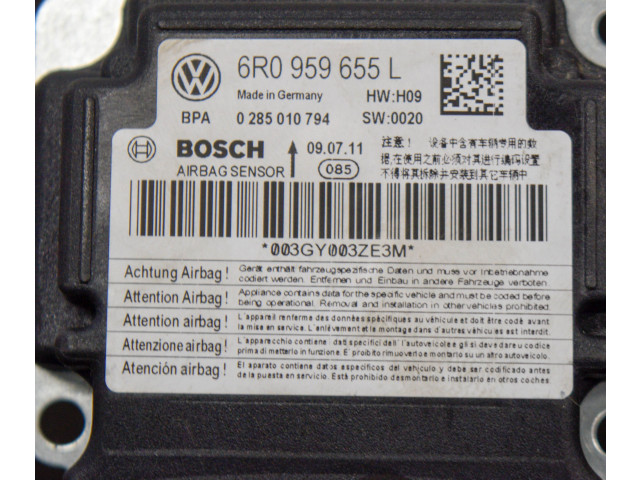 6R0 959 655 L
Made in Germany HW:H09
BPA 0 285 010 794 SW:0020
BOSCH 09.07.11
AIRBAG SENSOR 085
注意! 设备中含有车辆专用的数
据,在使用之前必须对其进行编码设置
不得将其拆除并安装到其它车辆中
*003GY003ZE3M*
Achtung Airbag! Gerät enthält fahrzeugspezifische Daten und muss vor Inbetriebnahme
codiert werden. Entfernen und Einbau in andere Fahrzeuge verboten.
Attention Airbag! Appliance contains data for the specific vehicle and must be coded before
being operational. Removal and installation in other vehicles prohibited.
Attention airbag! L'appareil renferme des données spécifiques au véhicule et doit être codé avant
la mise en service. L'enlèvement et le montage dans d'autres véhicules est interdit.
Attenzione airbag! L'apparecchio contiene i dati specifici dell'autoveicolo e gli si deve dare un codice
prima di metterlo in funzione. E' proibito rimuoverlo e montarlo su un altro autoveicolo.
Atención airbag! El aparato contiene datos específicos del vehículo y debe ser codificado antes
de la puesta en servicio. Está prohibido desmontarlo e instalarlo en otros coches